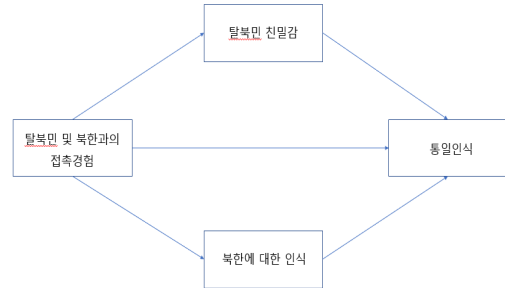 탈북민 친밀감
탈북민 및 북한과의
접촉경험
통일인식
북한에 대한 인식